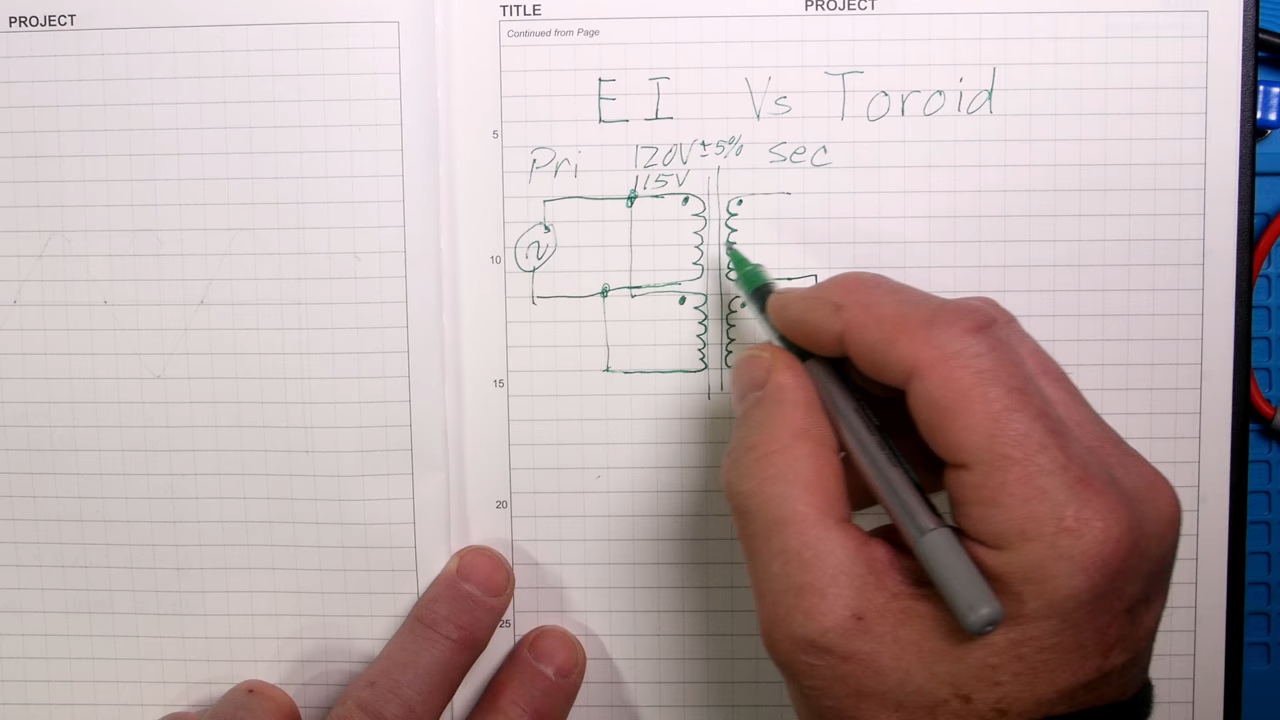 PROJECT
TITLE PROJECT
Continued from Page
EI Vs Toroid
5
Pri 120V±5% sec
115V
10
15
20
25